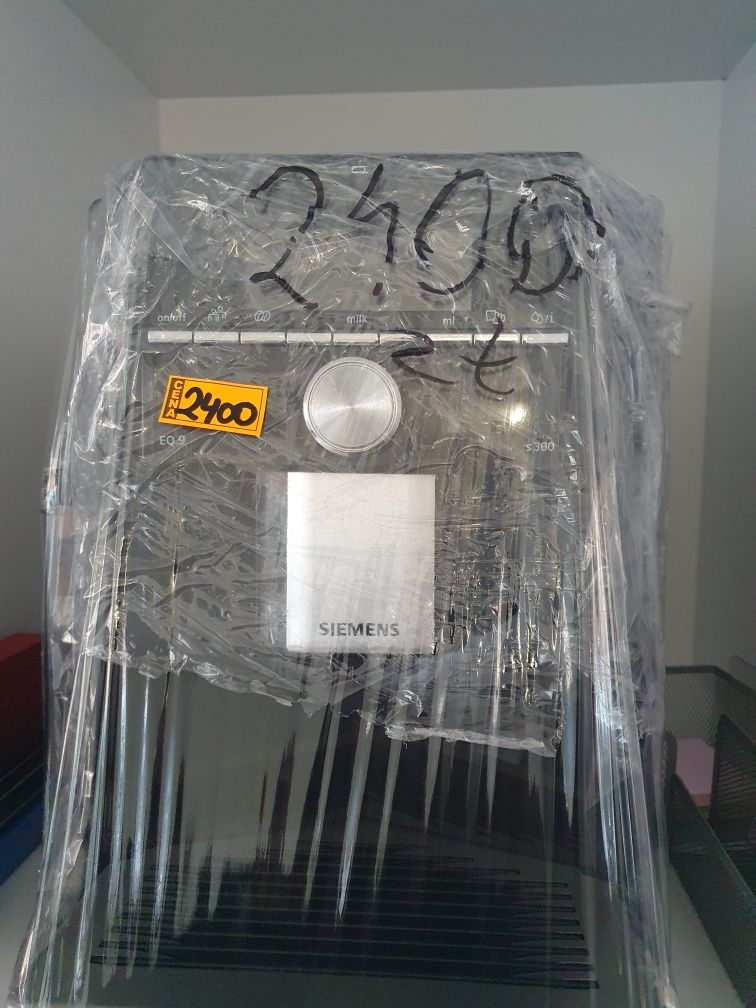 2400
on/off milk ml /i
zł
CENA 2400
EQ.9 s300
SIEMENS